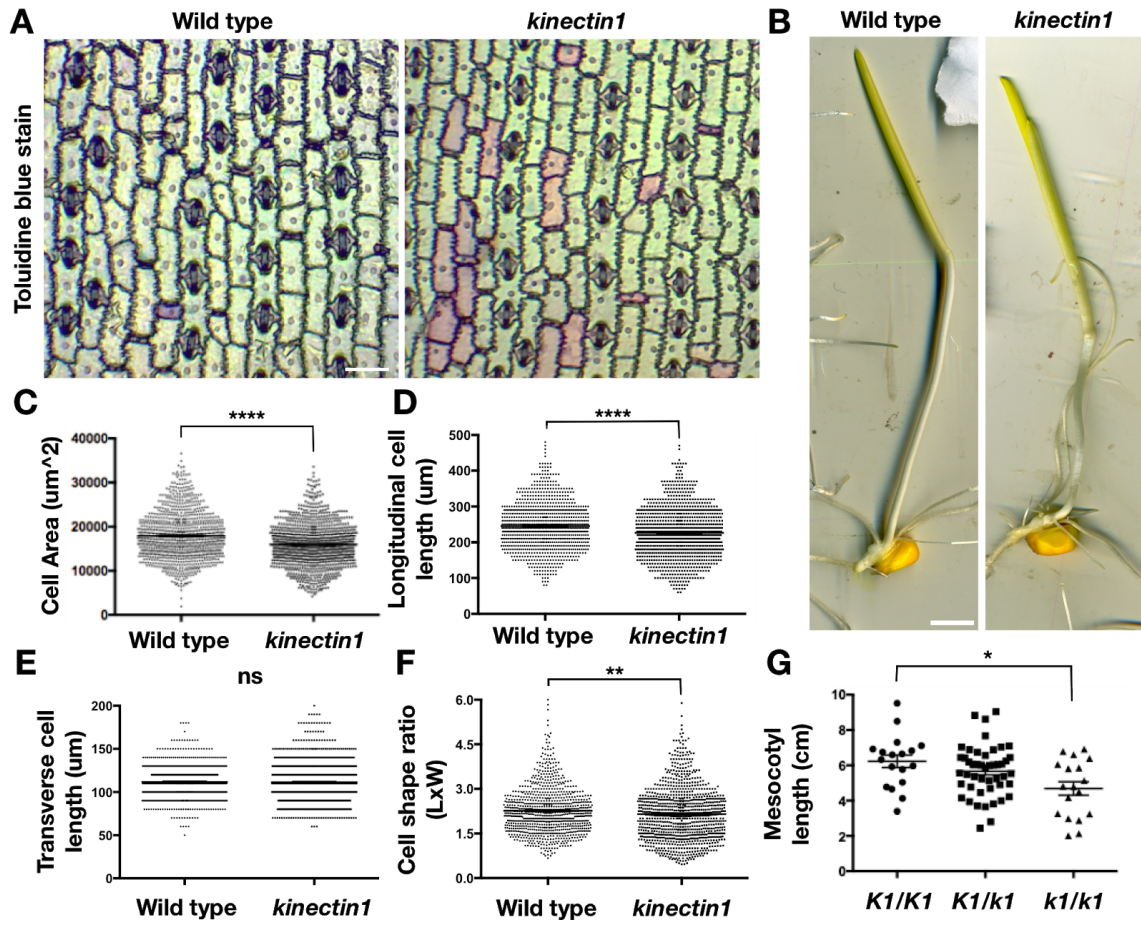 A
Wild type
kinectin1
B
Wild type
kinectin1
Toluidine blue stain
C
****
Cell Area (um^2)
40000
30000
20000
10000
0
Wild type
kinectin1
D
****
Longitudinal cell
length (um)
500
400
300
200
100
0
Wild type
kinectin1
E
ns
Transverse cell
length (um)
200
150
100
50
0
Wild type
kinectin1
F
**
Cell shape ratio
(LxW)
6.0
4.5
3.0
1.5
0.0
Wild type
kinectin1
G
*
Mesocotyl
length (cm)
10
8
6
4
2
0
K1/K1
K1/k1
k1/k1